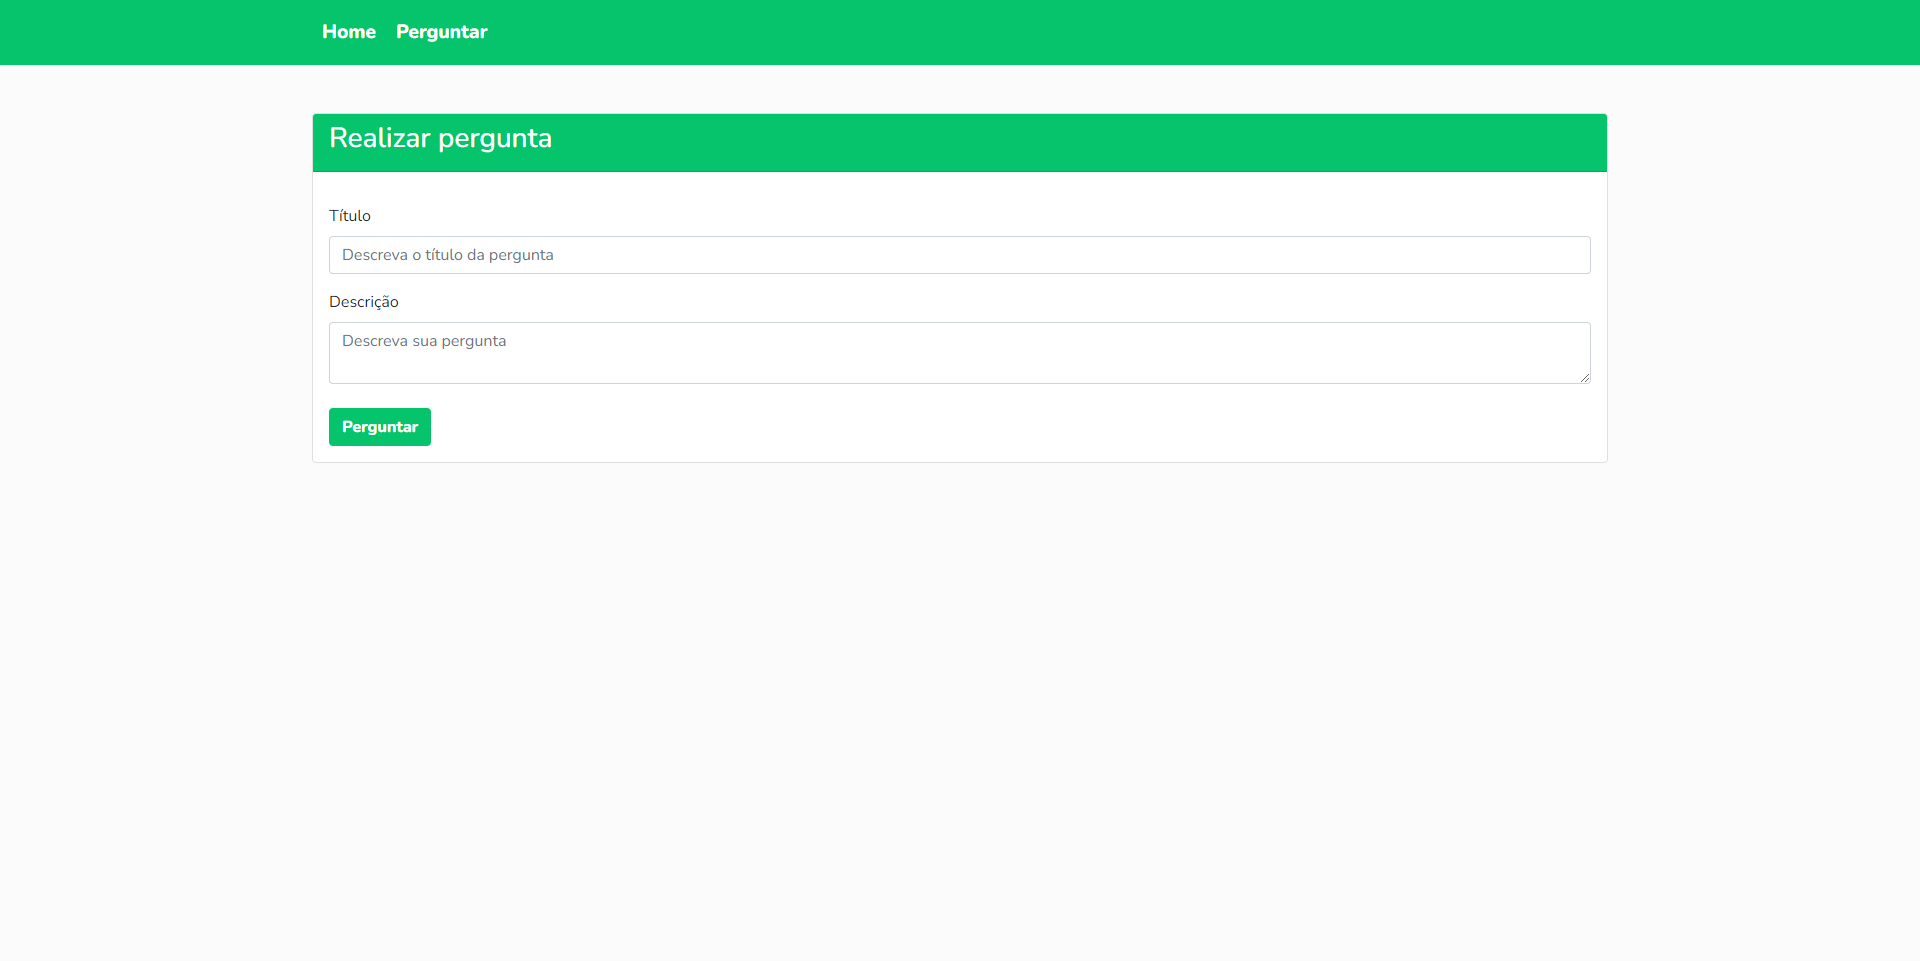 Home Perguntar
Realizar pergunta
Título
Descreva o título da pergunta
Descrição
Descreva sua pergunta
Perguntar